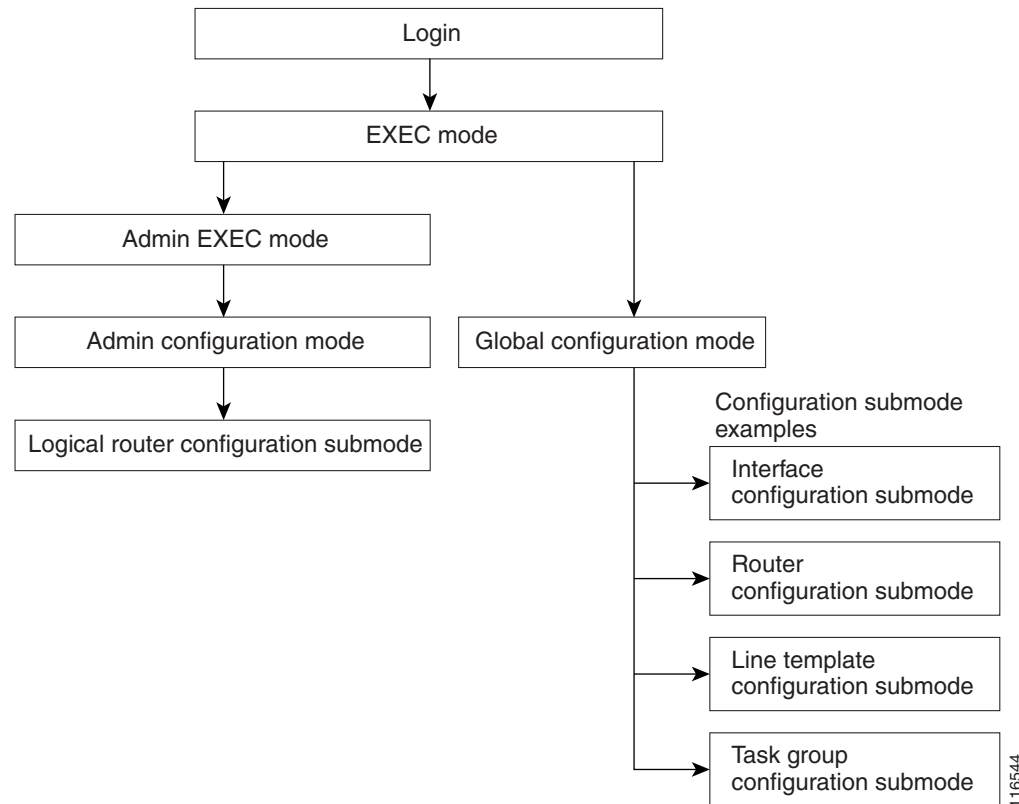 Login
EXEC mode
Admin EXEC mode
Admin configuration mode
Global configuration mode
Logical router configuration submode
Configuration submode
examples
Interface
configuration submode
Router
configuration submode
Line template
configuration submode
Task group
configuration submode
116544